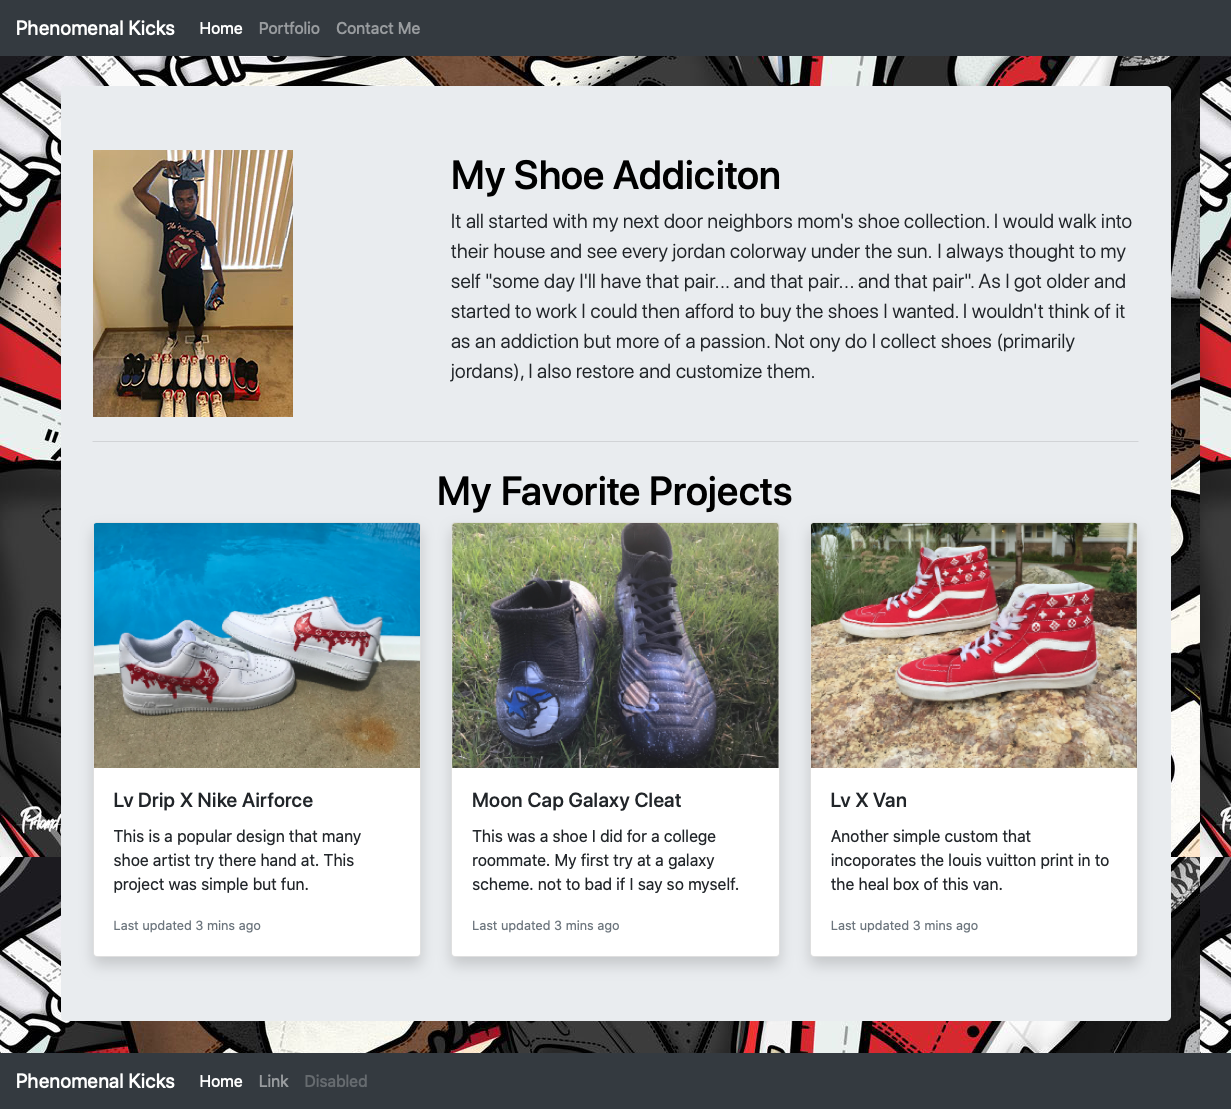 Phenomenal Kicks Home Portfolio Contact Me
My Shoe Addiciton
It all started with my next door neighbors mom's shoe collection. I would walk into
their house and see every jordan colorway under the sun. I always thought to my
self "some day I'll have that pair... and that pair... and that pair". As I got older and
started to work I could then afford to buy the shoes I wanted. I wouldn't think of it
as an addiction but more of a passion. Not ony do I collect shoes (primarily
jordans), I also restore and customize them.
My Favorite Projects
Lv Drip X Nike Airforce
This is a popular design that many
shoe artist try there hand at. This
project was simple but fun.
Last updated 3 mins ago
Moon Cap Galaxy Cleat
This was a shoe I did for a college
roommate. My first try at a galaxy
scheme. not to bad if I say so myself.
Last updated 3 mins ago
Lv X Van
Another simple custom that
incoporates the louis vuitton print in to
the heal box of this van.
Last updated 3 mins ago
Phenomenal Kicks Home Link Disabled